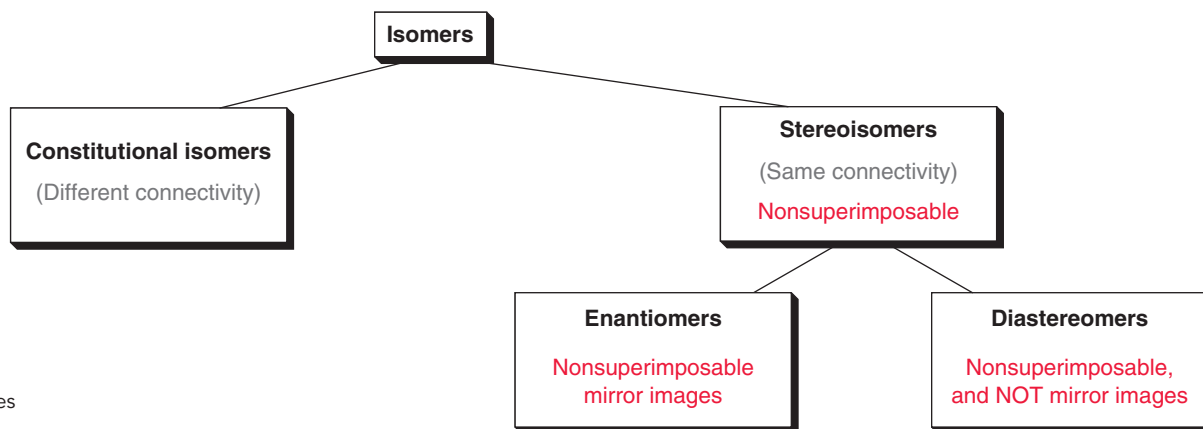 Isomers
Constitutional isomers
(Different connectivity)
Stereoisomers
(Same connectivity)
Nonsuperimposable
Enantiomers
Nonsuperimposable
mirror images
Diastereomers
Nonsuperimposable,
and NOT mirror images